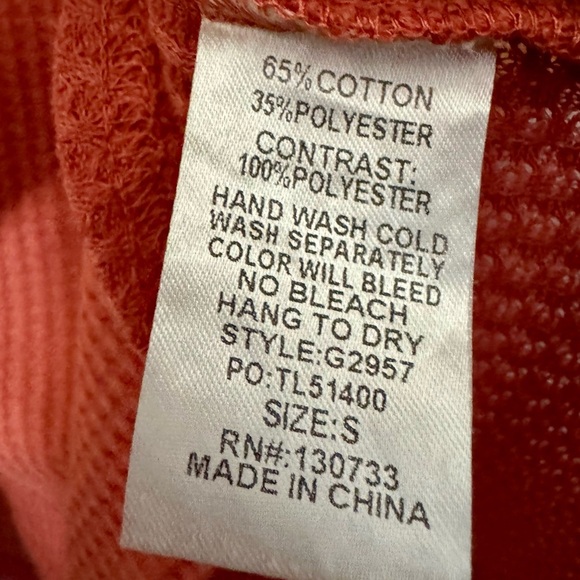 65% COTTON
35%POLYESTER
CONTRAST:
100%POLYESTER
HAND WASH COLD
WASH SEPARATELY
COLOR WILL BLEED
NO BLEACH
HANG TO DRY
STYLE:G2957
PO:TL51400
SIZE:S
RN#:130733
MADE IN CHINA